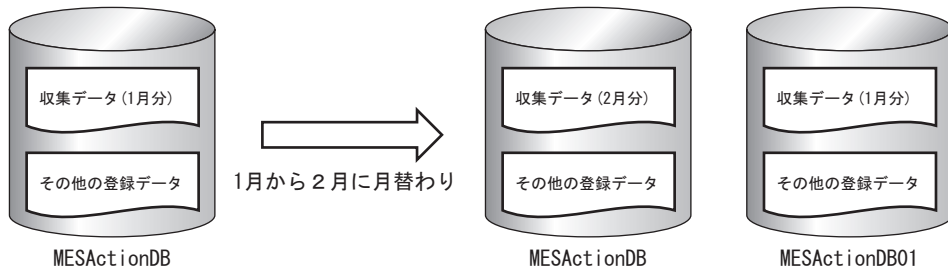 収集データ(1月分)
その他の登録データ
MESActionDB
1月から２月に月替わり
収集データ(2月分)
その他の登録データ
MESActionDB
収集データ(1月分)
その他の登録データ
MESActionDB01